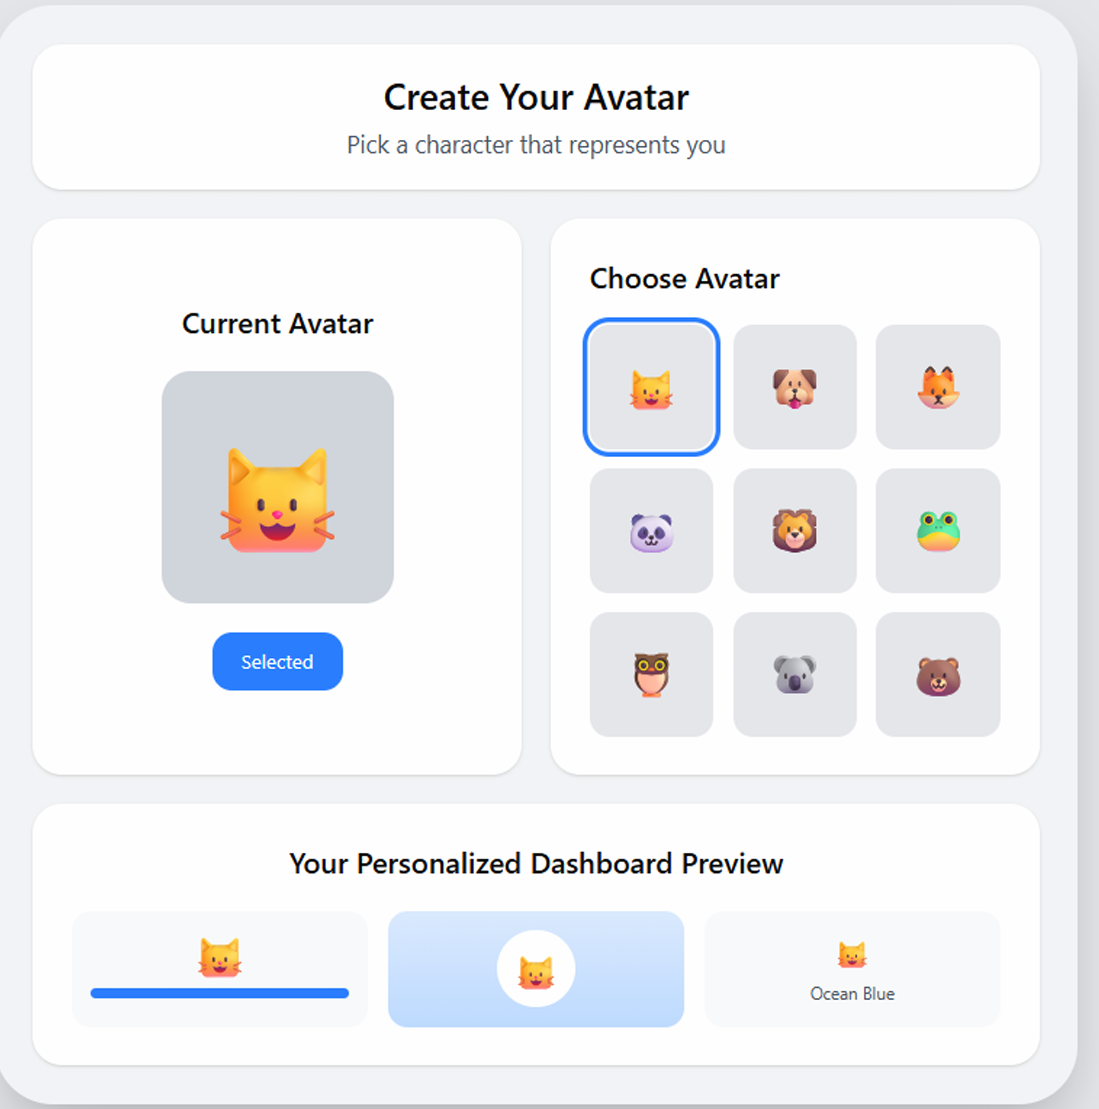 Create Your Avatar
Pick a character that represents you
Current Avatar
Selected
Choose Avatar
Your Personalized Dashboard Preview
Ocean Blue